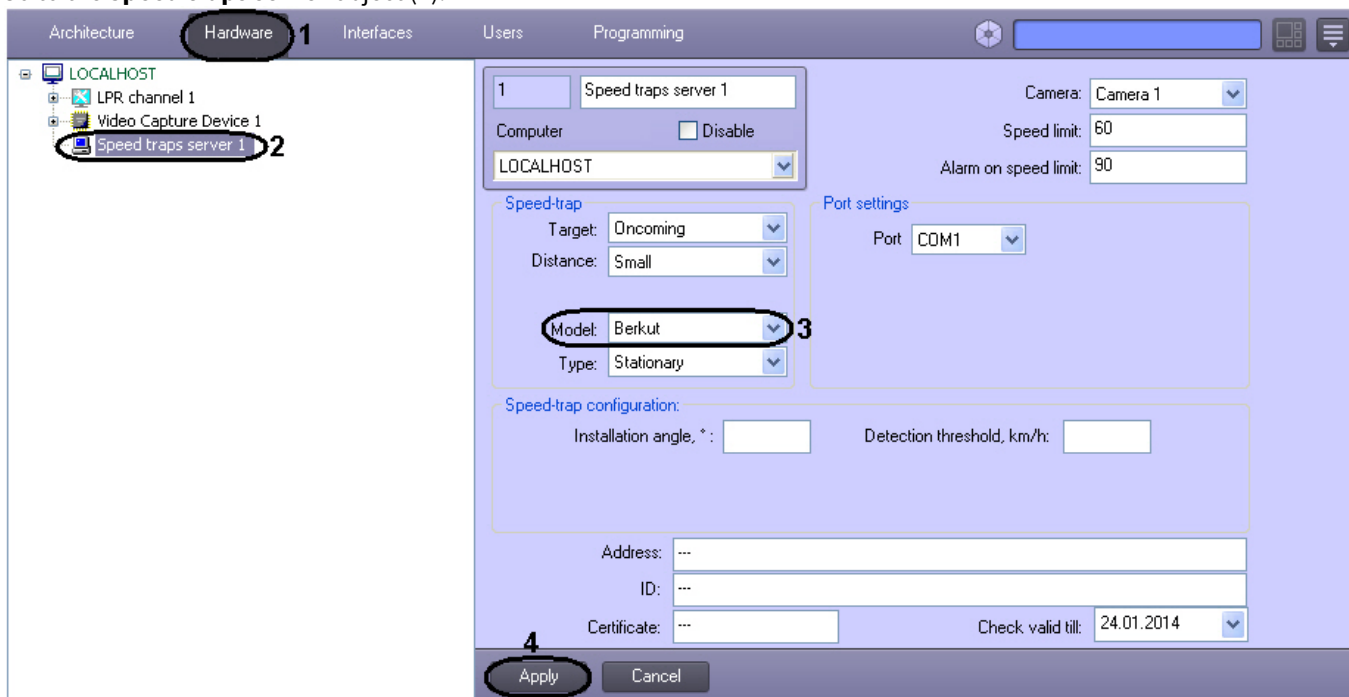 Architecture Hardware 1 Interfaces Users Programming
LOCALHOST
LPR channel 1
Video Capture Device 1
Speed traps server 1 2
1 Speed traps server 1
Computer Disable
LOCALHOST
Camera: Camera 1
Speed limit: 60
Alarm on speed limit: 90
Speed-trap
Target: Oncoming
Distance: Small
Model: Berkut 3
Type: Stationary
Port settings
Port COM1
Speed-trap configuration:
Installation angle, ° : Detection threshold, km/h:
Address: ---
ID: ---
Certificate: --- Check valid till: 24.01.2014
4
Apply Cancel